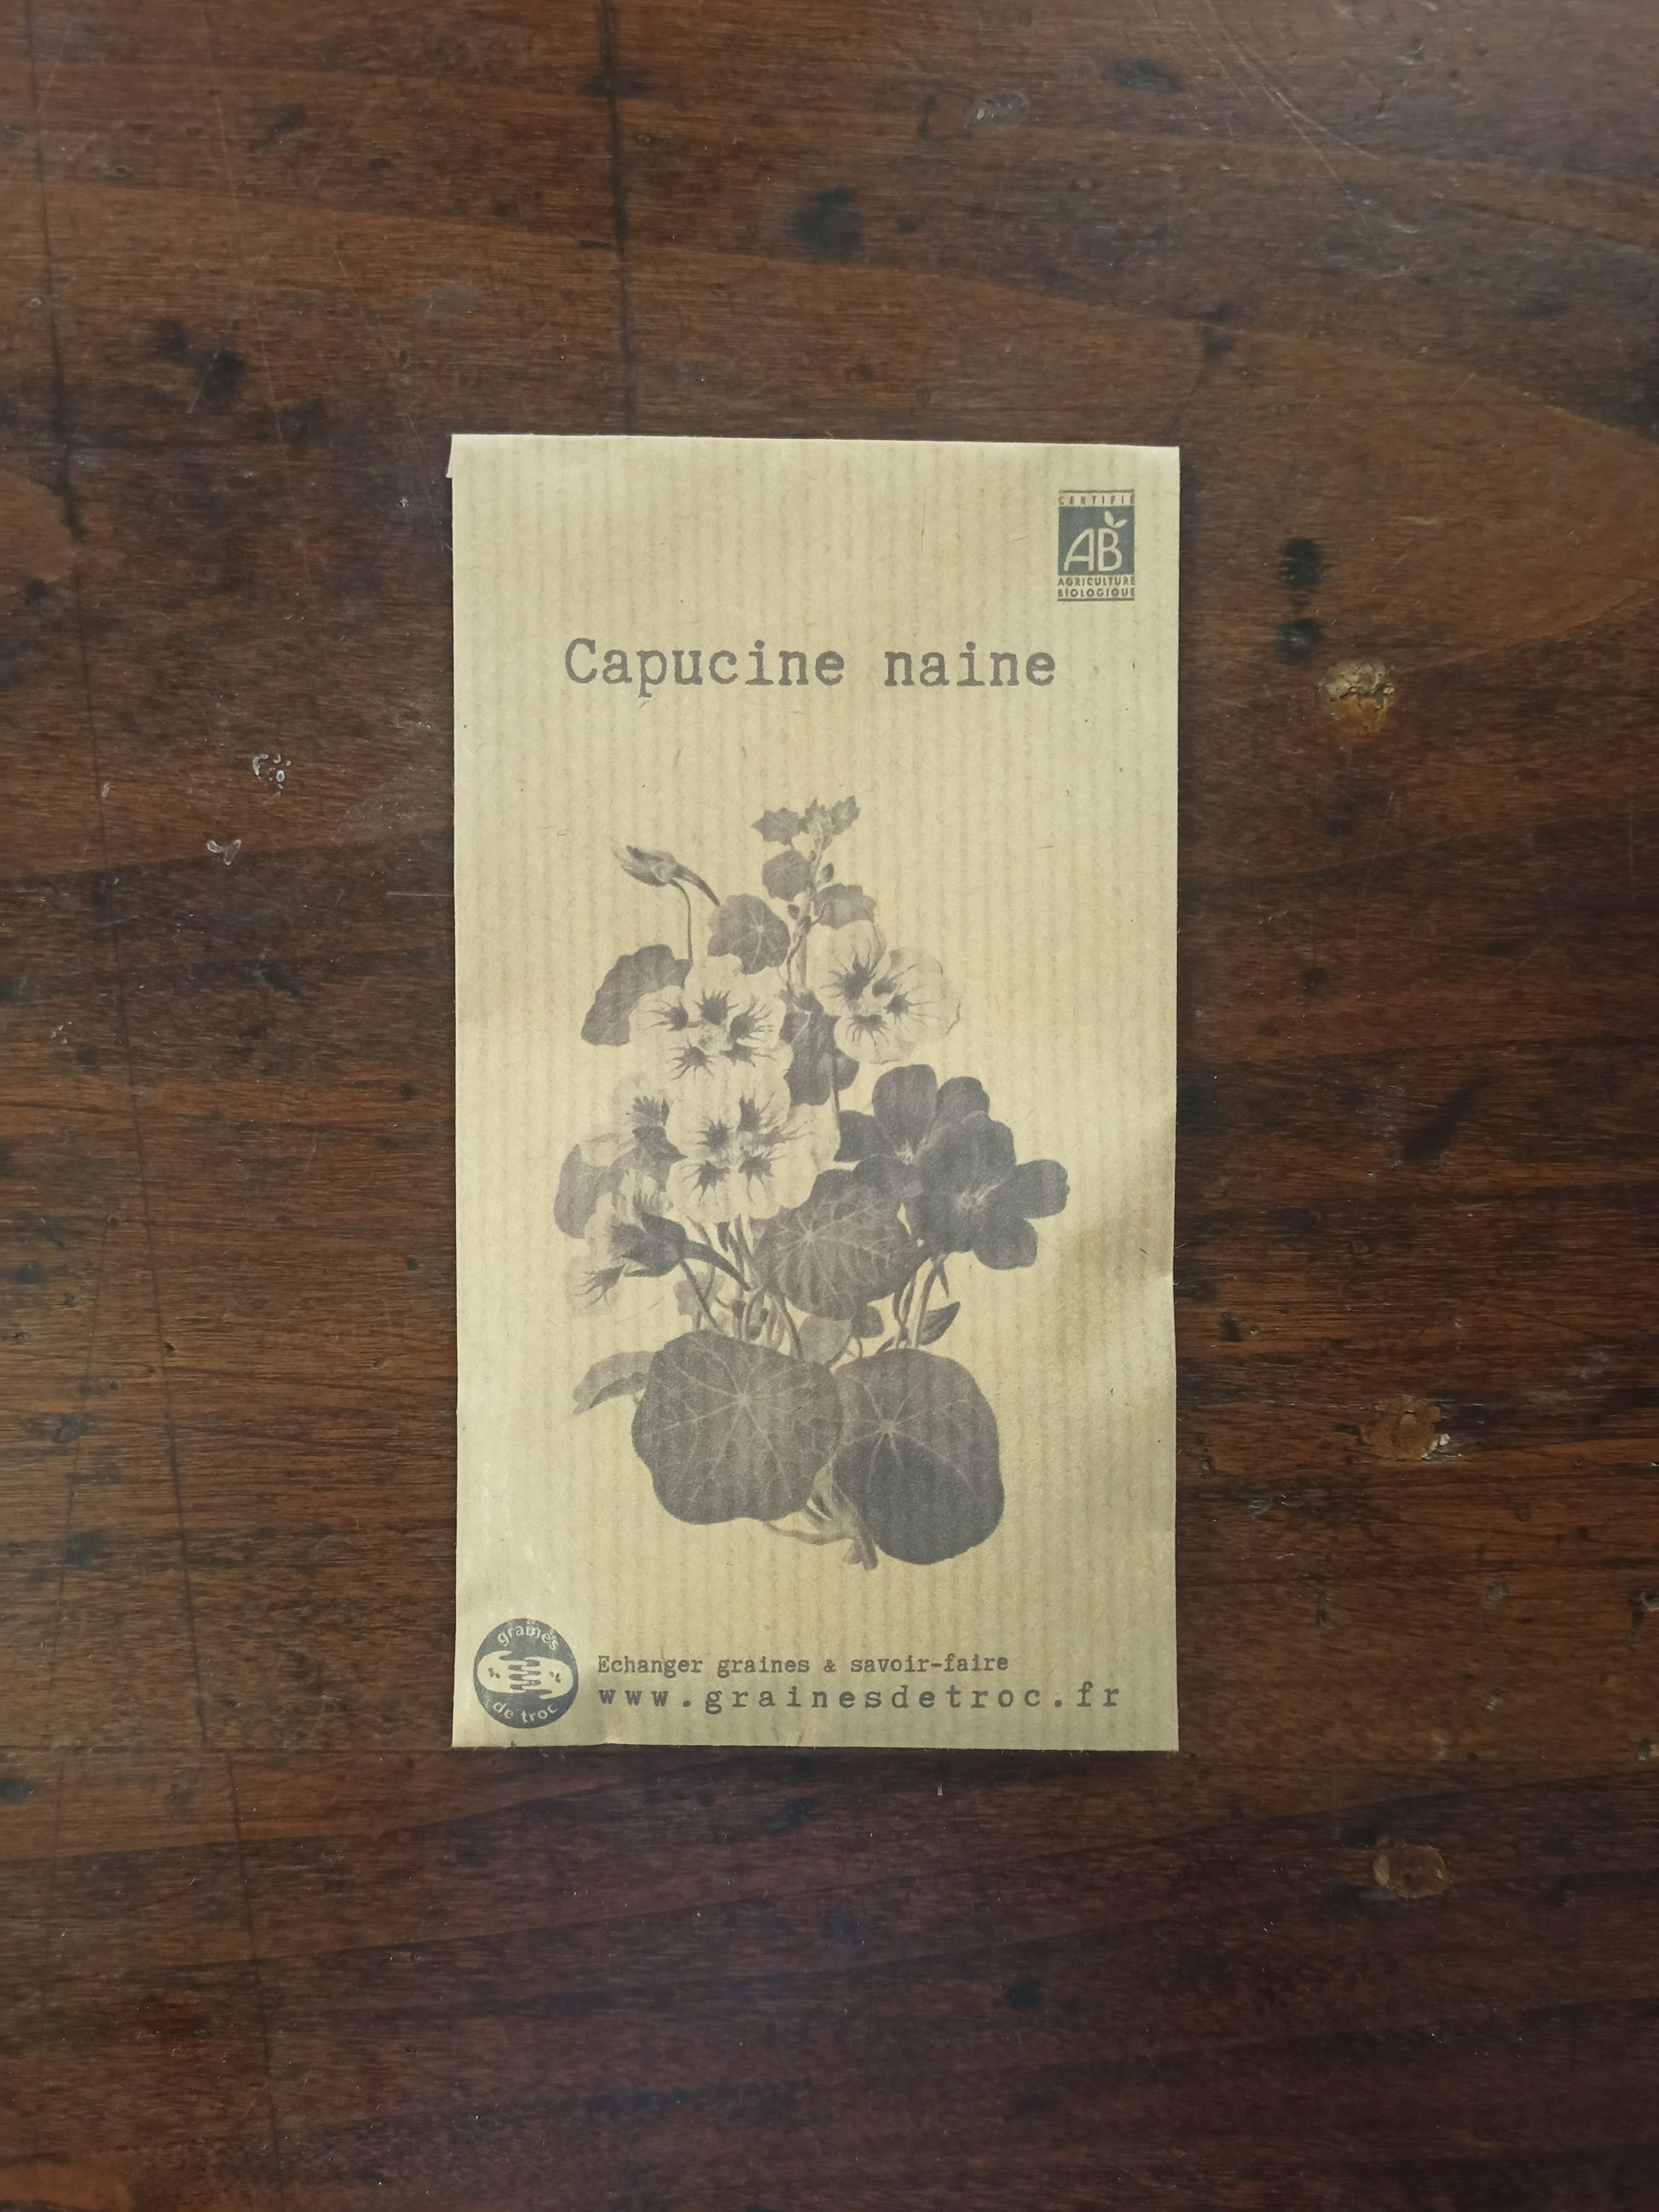 CERTIFIÉ
AB
AGRICULTURE
BIOLOGIQUE
Capucine naine
graines
de troc
Echanger graines & savoir-faire
www.grainesdetroc.fr